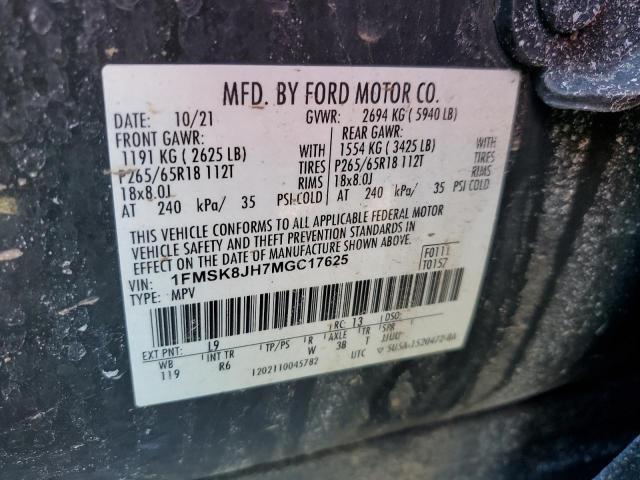 MFD. BY FORD MOTOR CO.
DATE: 10/21 GVWR: 2694 KG ( 5940 LB)
FRONT GAWR: REAR GAWR:
1191 KG ( 2625 LB) WITH 1554 KG ( 3425 LB) WITH
P265/65R18 112T TIRES P265/65R18 112T TIRES
18x8.0J RIMS 18x8.0J RIMS
AT 240 kPa/ 35 PSI COLD AT 240 kPa/ 35 PSI COLD
THIS VEHICLE CONFORMS TO ALL APPLICABLE FEDERAL MOTOR
VEHICLE SAFETY AND THEFT PREVENTION STANDARDS IN
EFFECT ON THE DATE OF MANUFACTURE SHOWN ABOVE.
VIN: 1FMSK8JH7MGC17625 F0111
TYPE: MPV T0157
EXT PNT: RC: 13 DSO:
WB INT TR TP/PS R AXLE TR SPR
119 R6 W 3B T
1202110045782 UTC